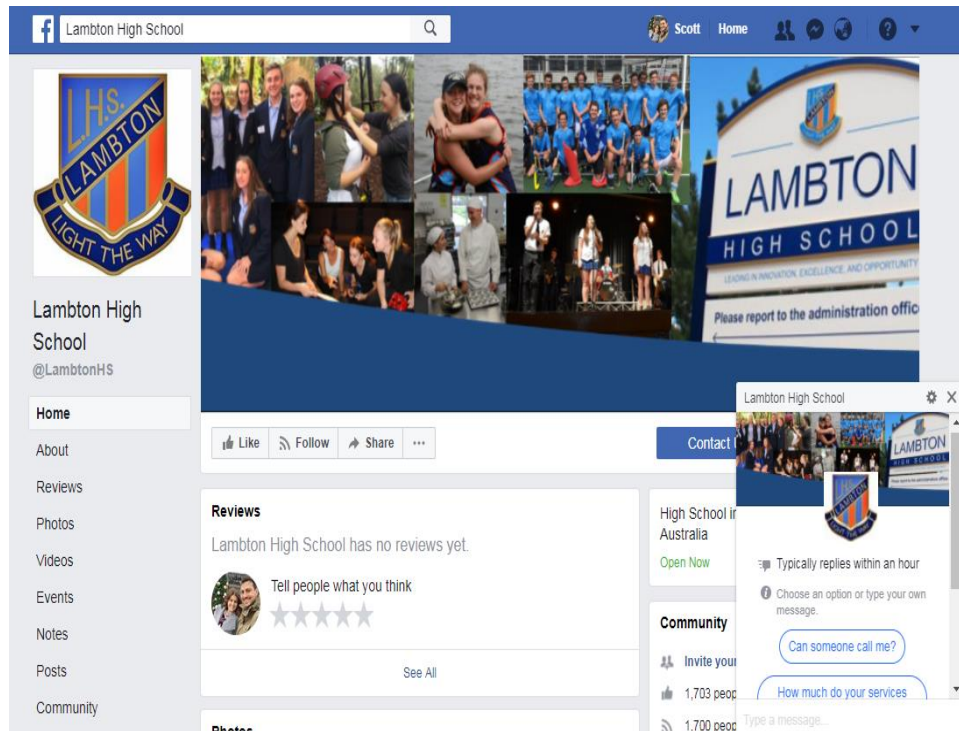 Lambton High School
Scott Home
L.H.S.
LAMBTON
LIGHT THE WAY
LAMBTON
HIGH SCHOOL
LEADING IN INNOVATION, EXCELLENCE, AND OPPORTUNITY
Please report to the administration offic
Lambton High
School
@LambtonHS
Home
About
Reviews
Photos
Videos
Events
Notes
Posts
Community
Like Follow Share ...
Contact
Reviews
Lambton High School has no reviews yet.
Tell people what you think
See All
Photos
High School in
Australia
Open Now
Community
Invite your
1,703 peop
1,700 peop
Lambton High School
LAMBTON
HIGH SCHOOL
LAMBTON
Typically replies within an hour
Choose an option or type your own
message.
Can someone call me?
How much do your services
Type a message...